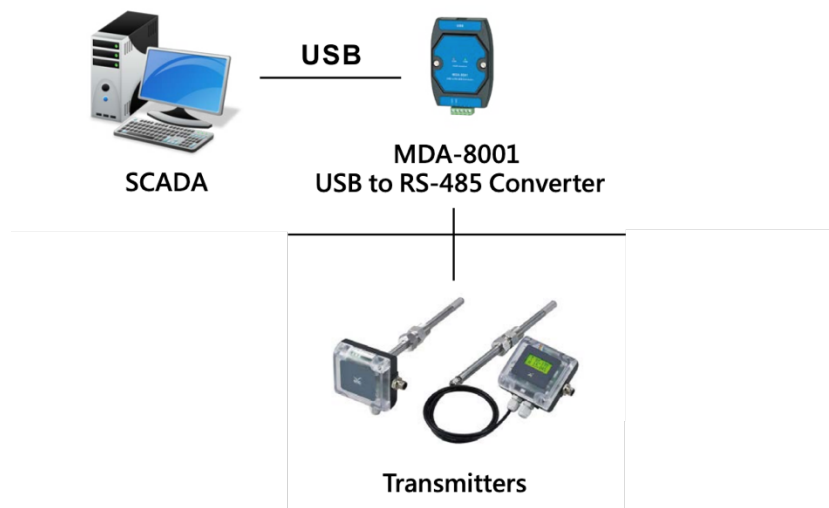 USB
SCADA
MDA-8001
USB to RS-485 Converter
Transmitters